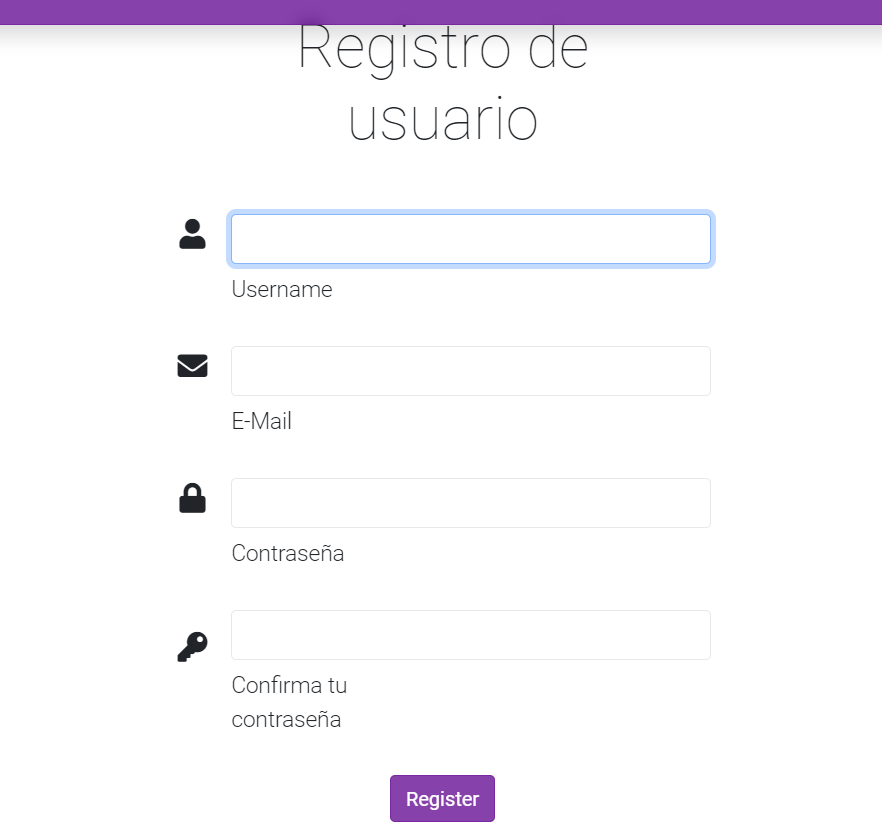 Registro de
usuario
Username
E-Mail
Contraseña
Confirma tu
contraseña
Register